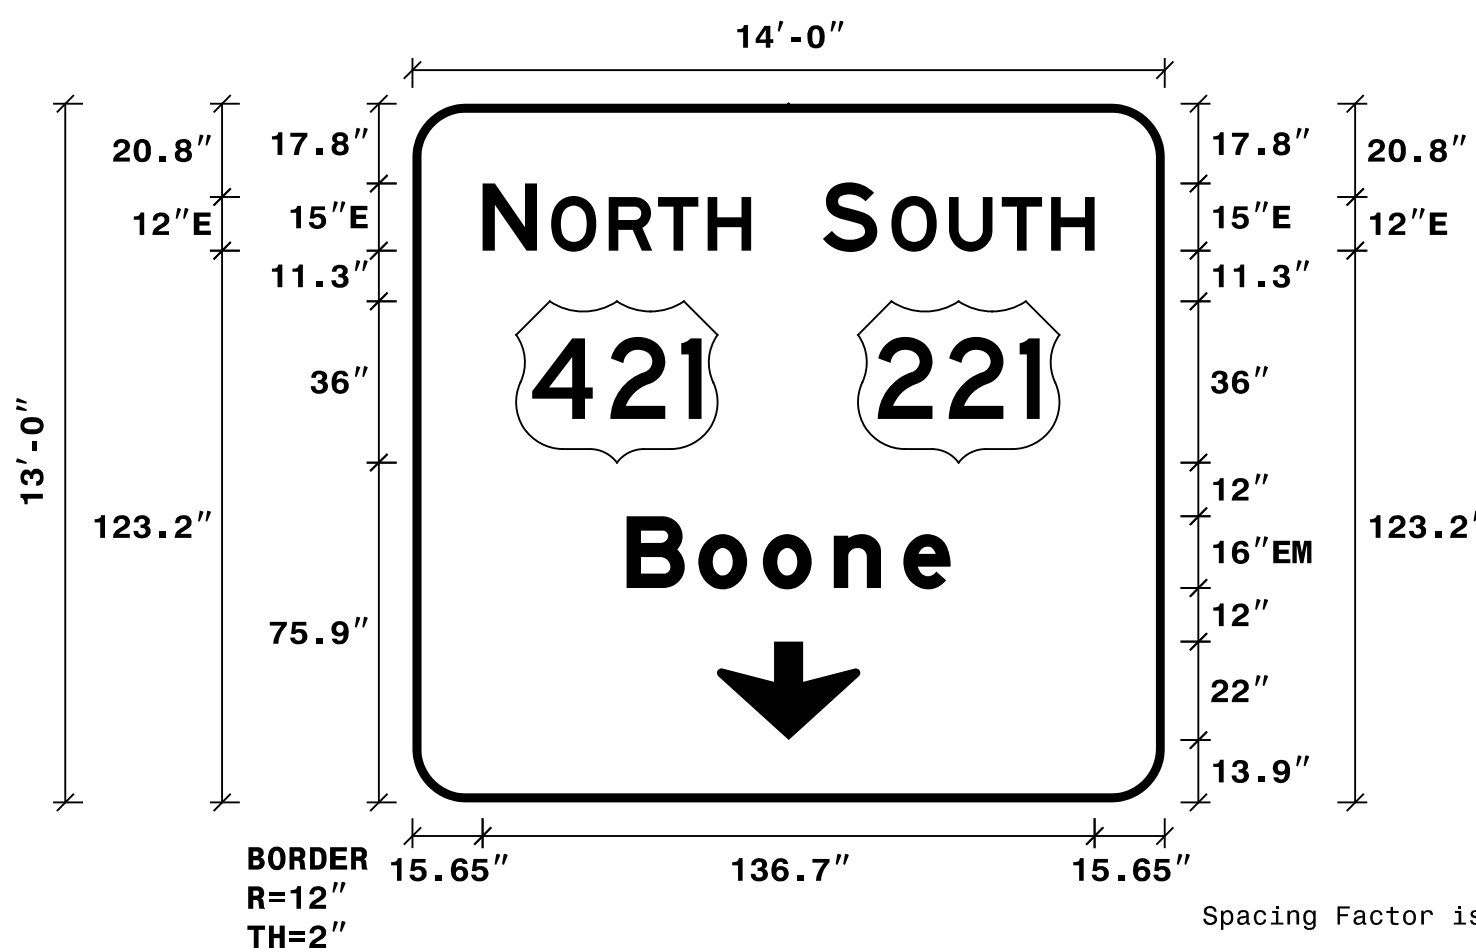 14'-0"
20.8" 17.8" 17.8" 20.8"
12"E 15"E NORTH SOUTH 15"E 12"E
11.3" 11.3"
36" 421 221 36"
13'-0"
12"
123.2" 123.2"
Boone 16"EM
75.9" 12"
22"
13.9"
BORDER 15.65" 136.7" 15.65"
R=12"
TH=2"
Spacing Factor is